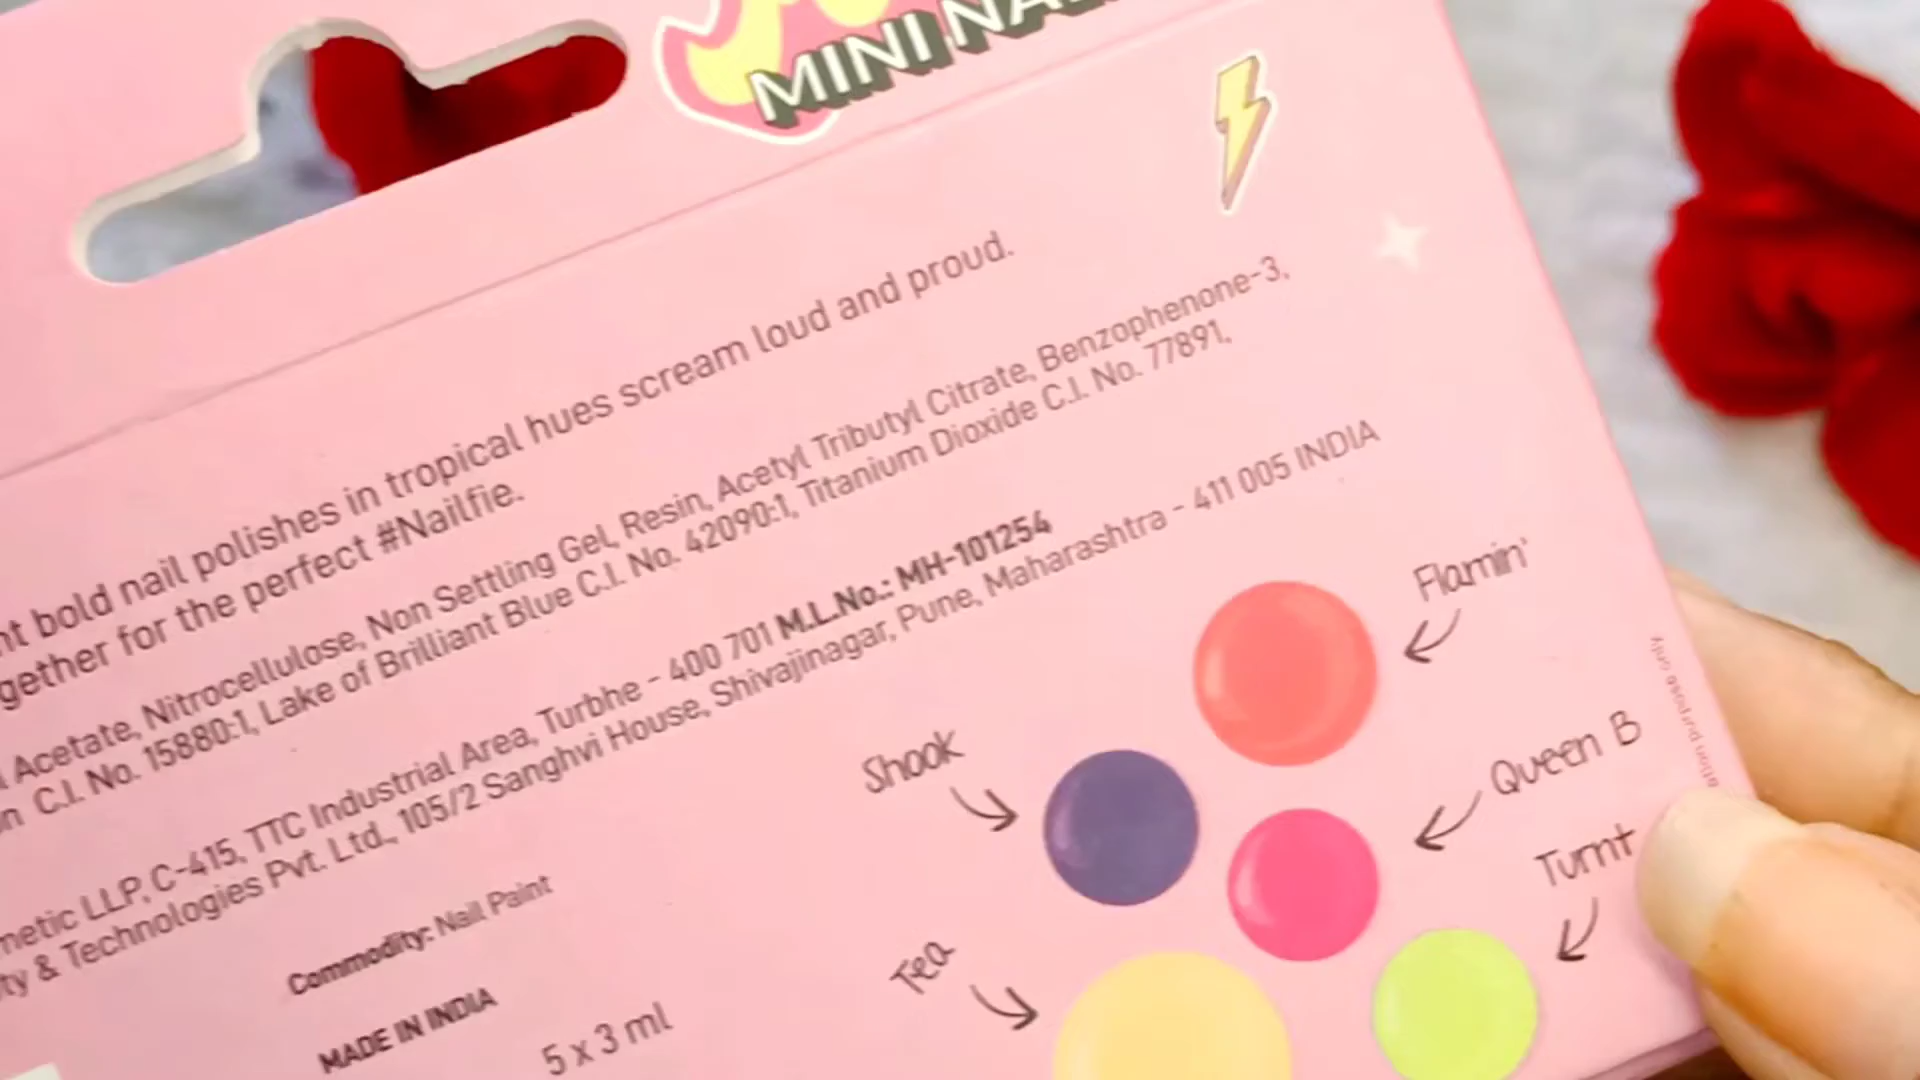 MINI
nt bold nail polishes in tropical hues scream loud and proud.
gether for the perfect #Nailfie.
Acetate, Nitrocellulose, Non Settling Gel, Resin, Acetyl Tributyl Citrate, Benzophenone-3,
C.I. No. 15880:1, Lake of Brilliant Blue C.I. No. 42090:1, Titanium Dioxide C.I. No. 77891,
metic LLP, C-415, TTC Industrial Area, Turbhe - 400 701 M.L.No.: MH-101254
ty & Technologies Pvt. Ltd., 105/2 Sanghvi House, Shivajinagar, Pune, Maharashtra - 411 005 INDIA
Commodity: Nail Paint
MADE IN INDIA
5 x 3 ml
Flamin'
Shook
Queen B
Turnt
Tea
purpose only